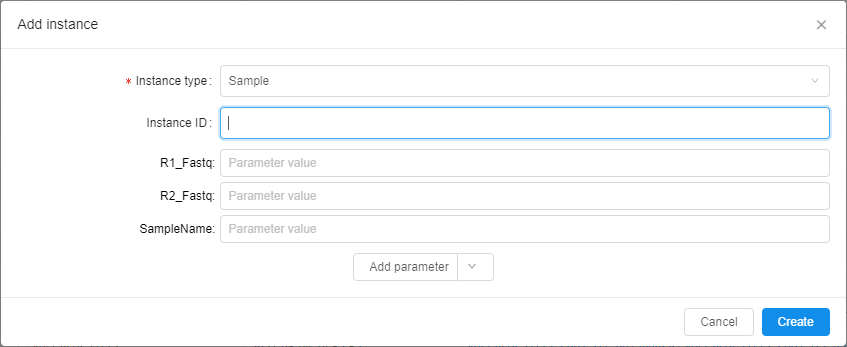 Add instance
* Instance type : Sample
Instance ID :
R1_Fastq: Parameter value
R2_Fastq: Parameter value
SampleName: Parameter value
Add parameter
Cancel Create